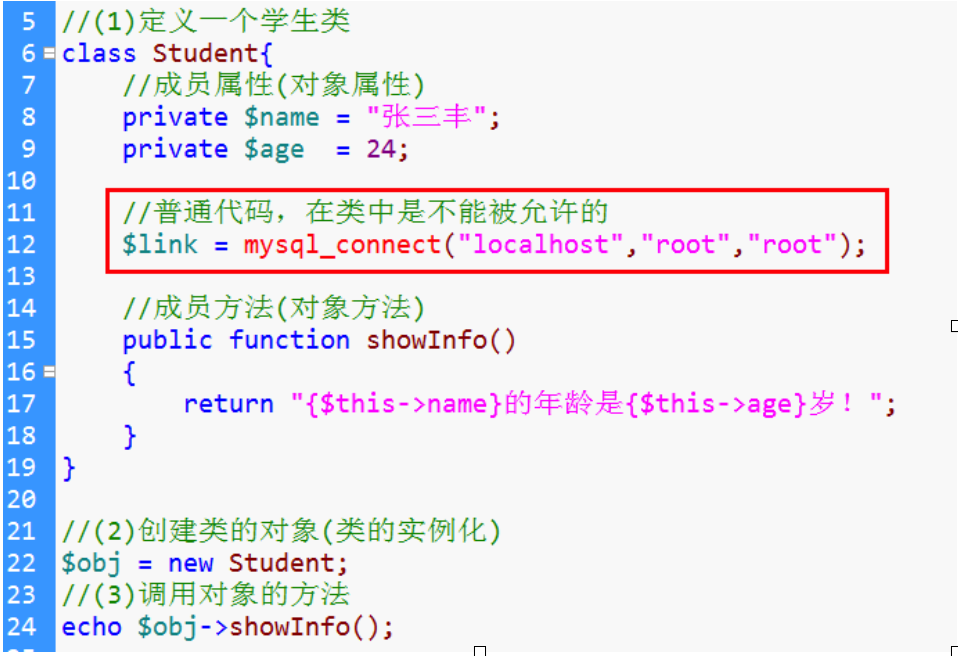 5 //(1)定义一个学生类
6 class Student{
7     //成员属性(对象属性)
8     private $name = "张三丰";
9     private $age  = 24;
10
11     //普通代码，在类中是不能被允许的
12     $link = mysql_connect("localhost","root","root");
13
14     //成员方法(对象方法)
15     public function showInfo()
16     {
17         return "{$this->name}的年龄是{$this->age}岁！";
18     }
19 }
20
21 //(2)创建类的对象(类的实例化)
22 $obj = new Student;
23 //(3)调用对象的方法
24 echo $obj->showInfo();